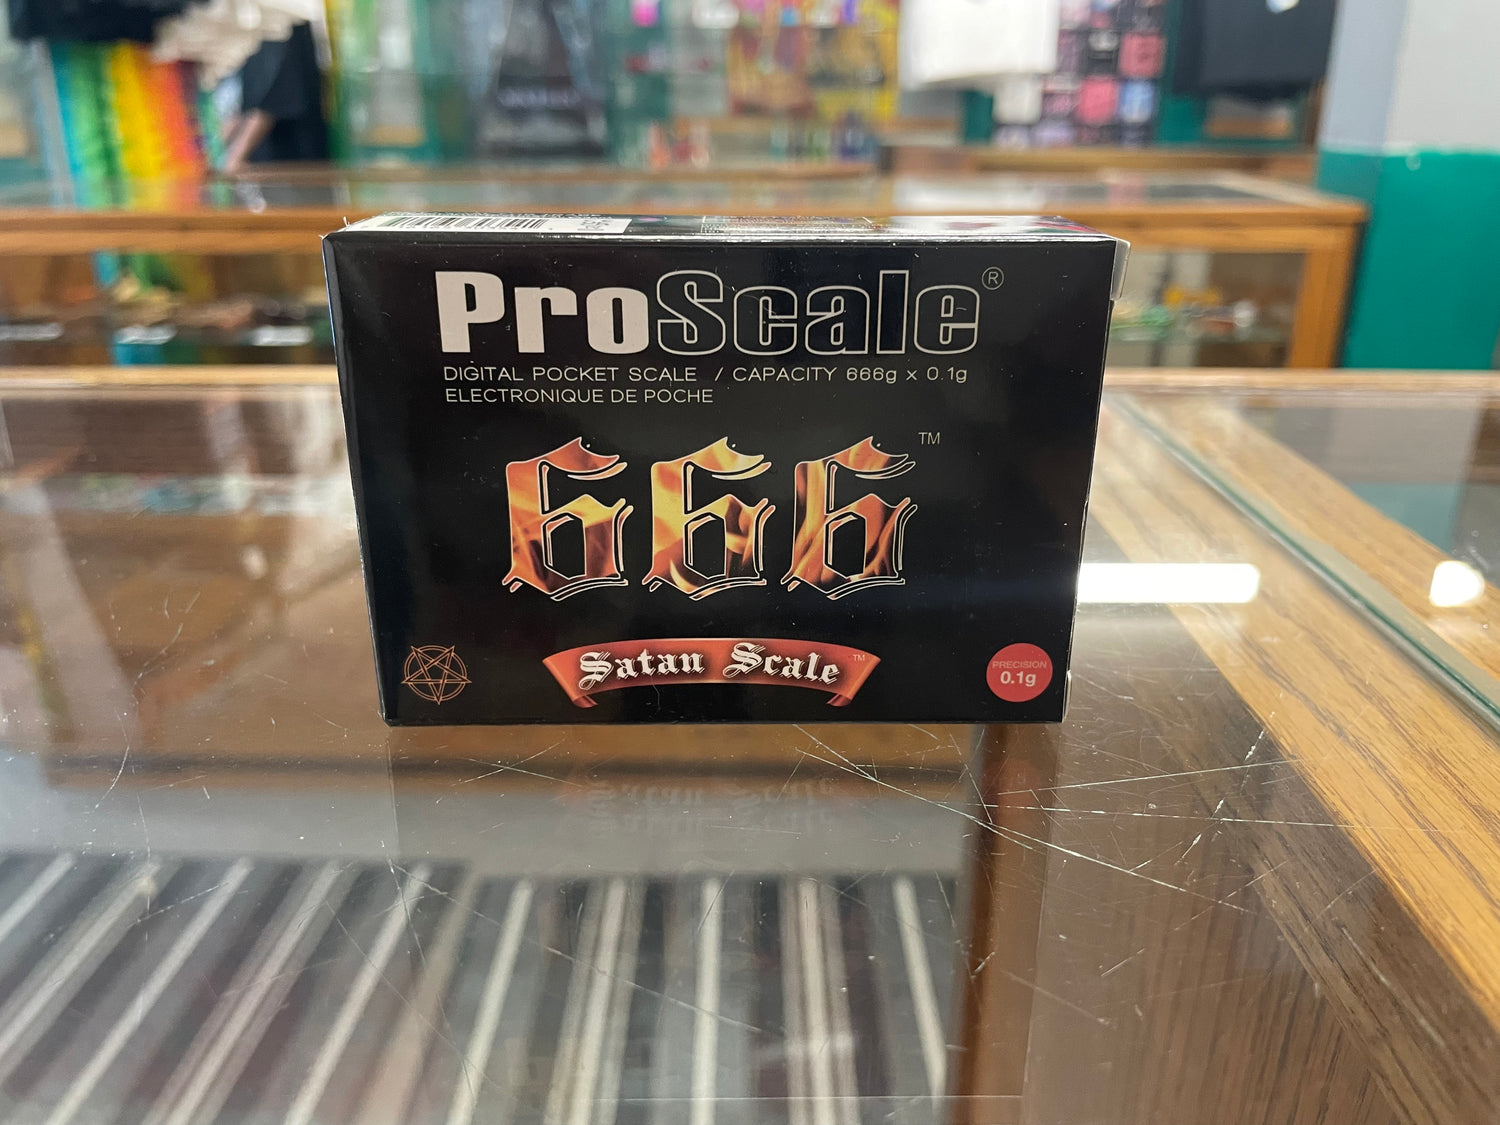 ProScale®
DIGITAL POCKET SCALE / CAPACITY 666g x 0.1g
ELECTRONIQUE DE POCHE
666™
Satan Scale™
PRECISION
0.1g